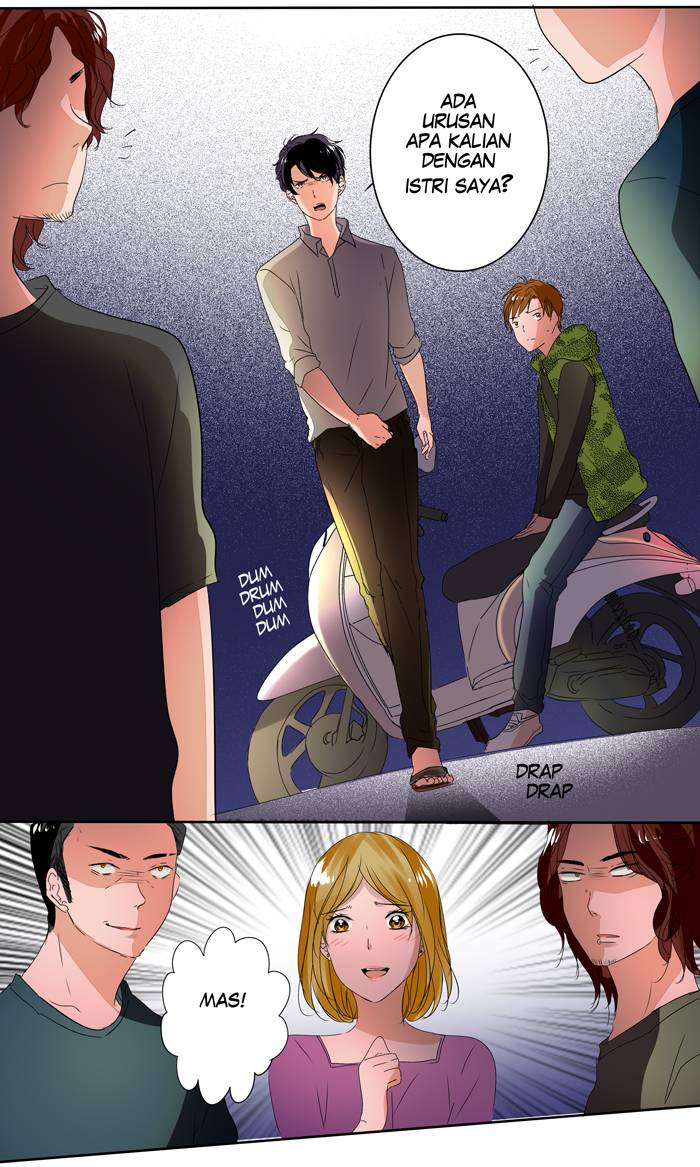 ADA
URUSAN
APA KALIAN
DENGAN
ISTRI SAYA?
DUM
DRUM
DUM
DUM
DRAP
DRAP
MAS!